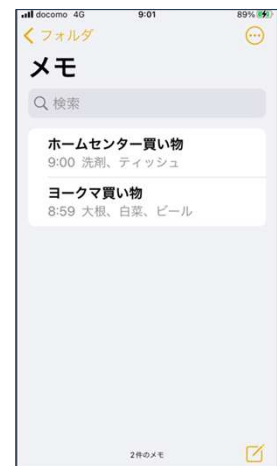 docomo 4G 9:01 89%
フォルダ
メモ
検索
ホームセンター買い物
9:00 洗剤、ティッシュ
ヨークマ買い物
8:59 大根、白菜、ビール
2件のメモ